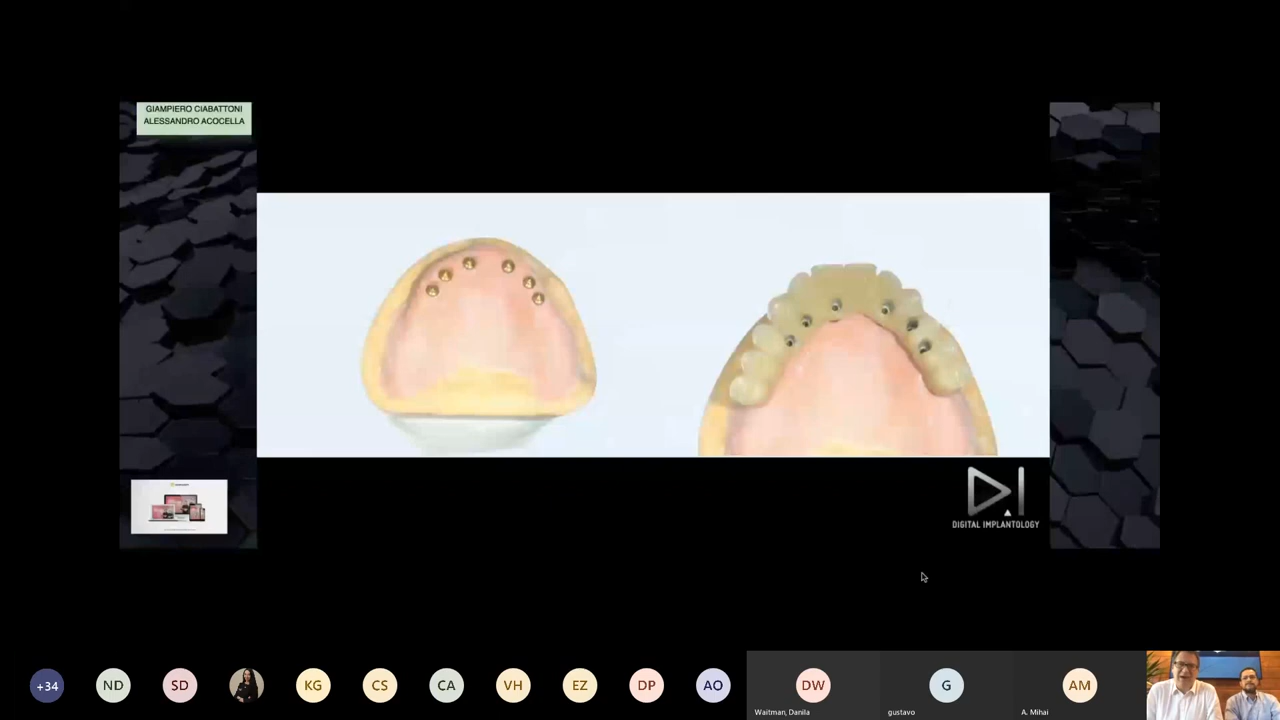 GIAMPIERO CIABATTONI
ALESSANDRO ACOCELLA
DIGITAL IMPLANTOLOGY
+34
ND
SD
KG
CS
CA
VH
EZ
DP
AO
DW
G
AM
Waitman, Danila
gustavo
A. Mihai